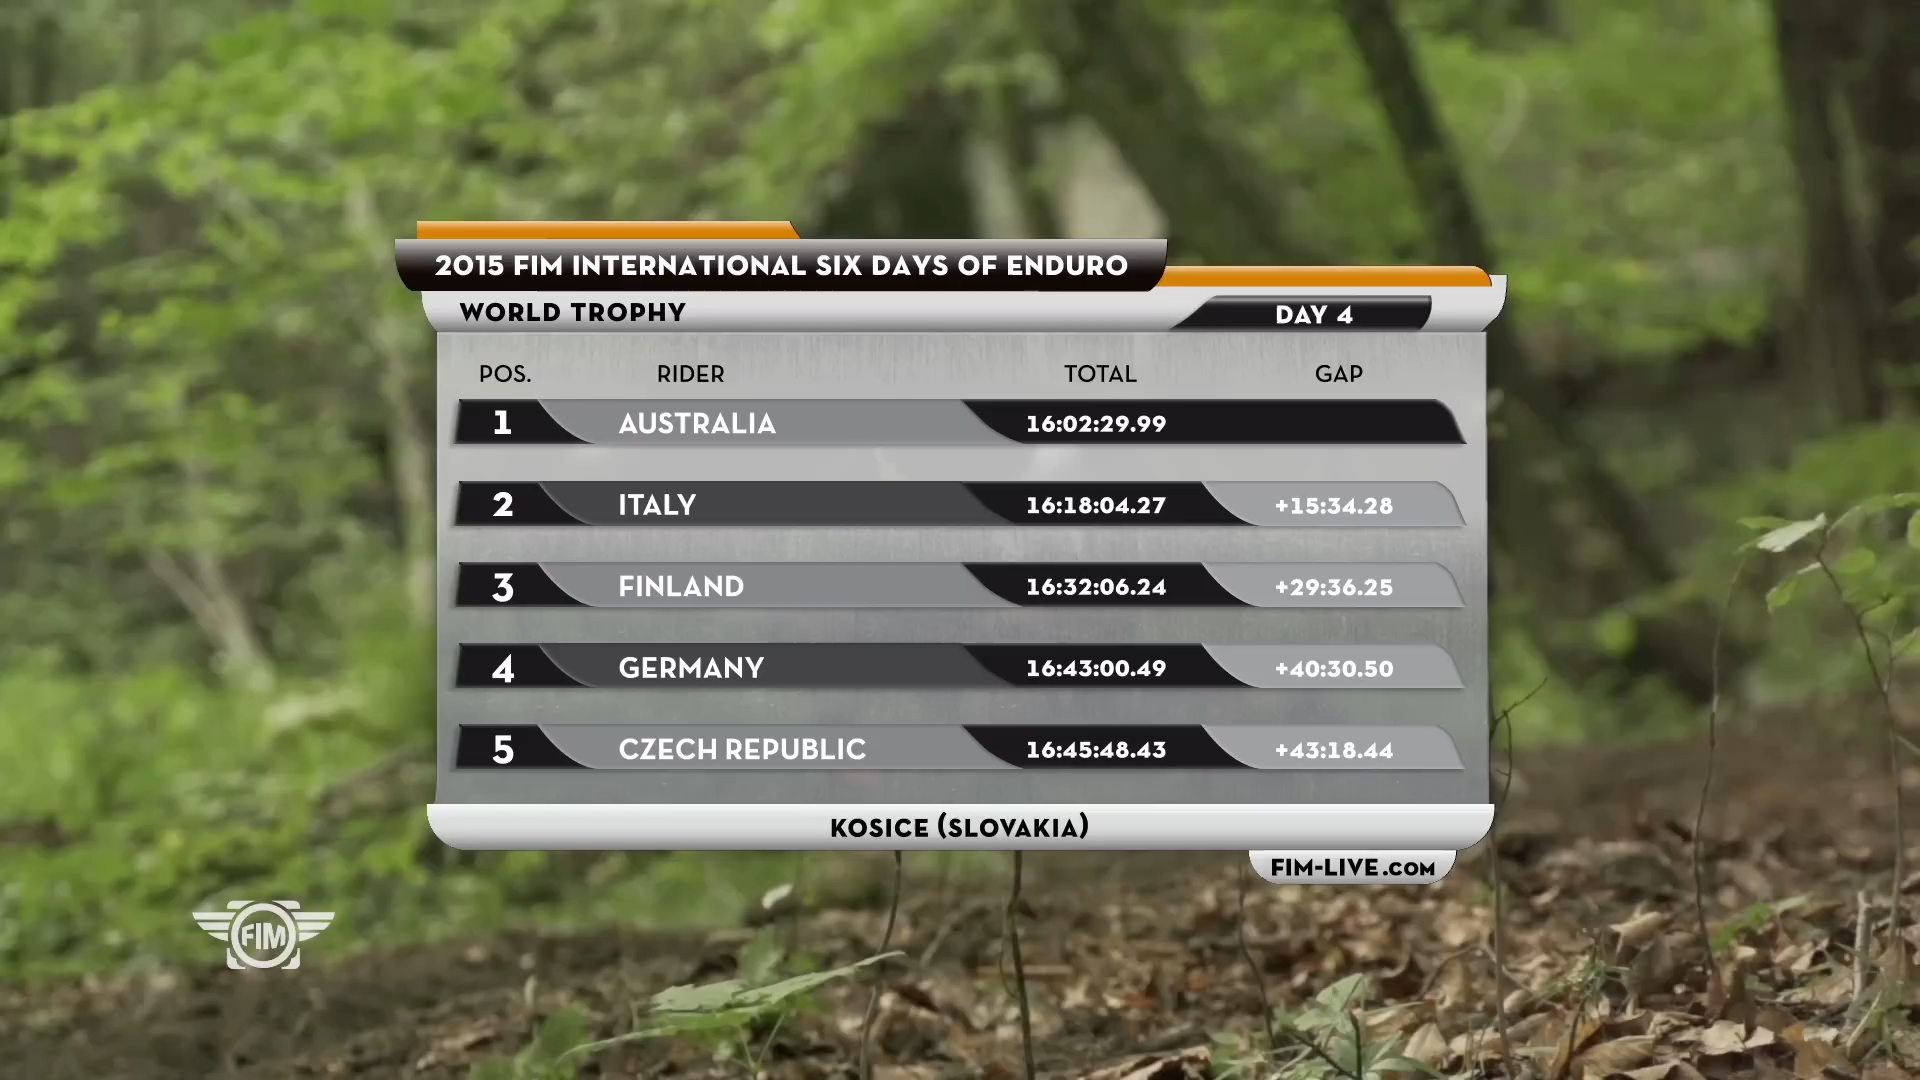 2015 FIM INTERNATIONAL SIX DAYS OF ENDURO
WORLD TROPHY DAY 4
POS. RIDER TOTAL GAP
1 AUSTRALIA 16:02:29.99
2 ITALY 16:18:04.27 +15:34.28
3 FINLAND 16:32:06.24 +29:36.25
4 GERMANY 16:43:00.49 +40:30.50
5 CZECH REPUBLIC 16:45:48.43 +43:18.44
KOSICE (SLOVAKIA)
FIM-LIVE.COM
FIM